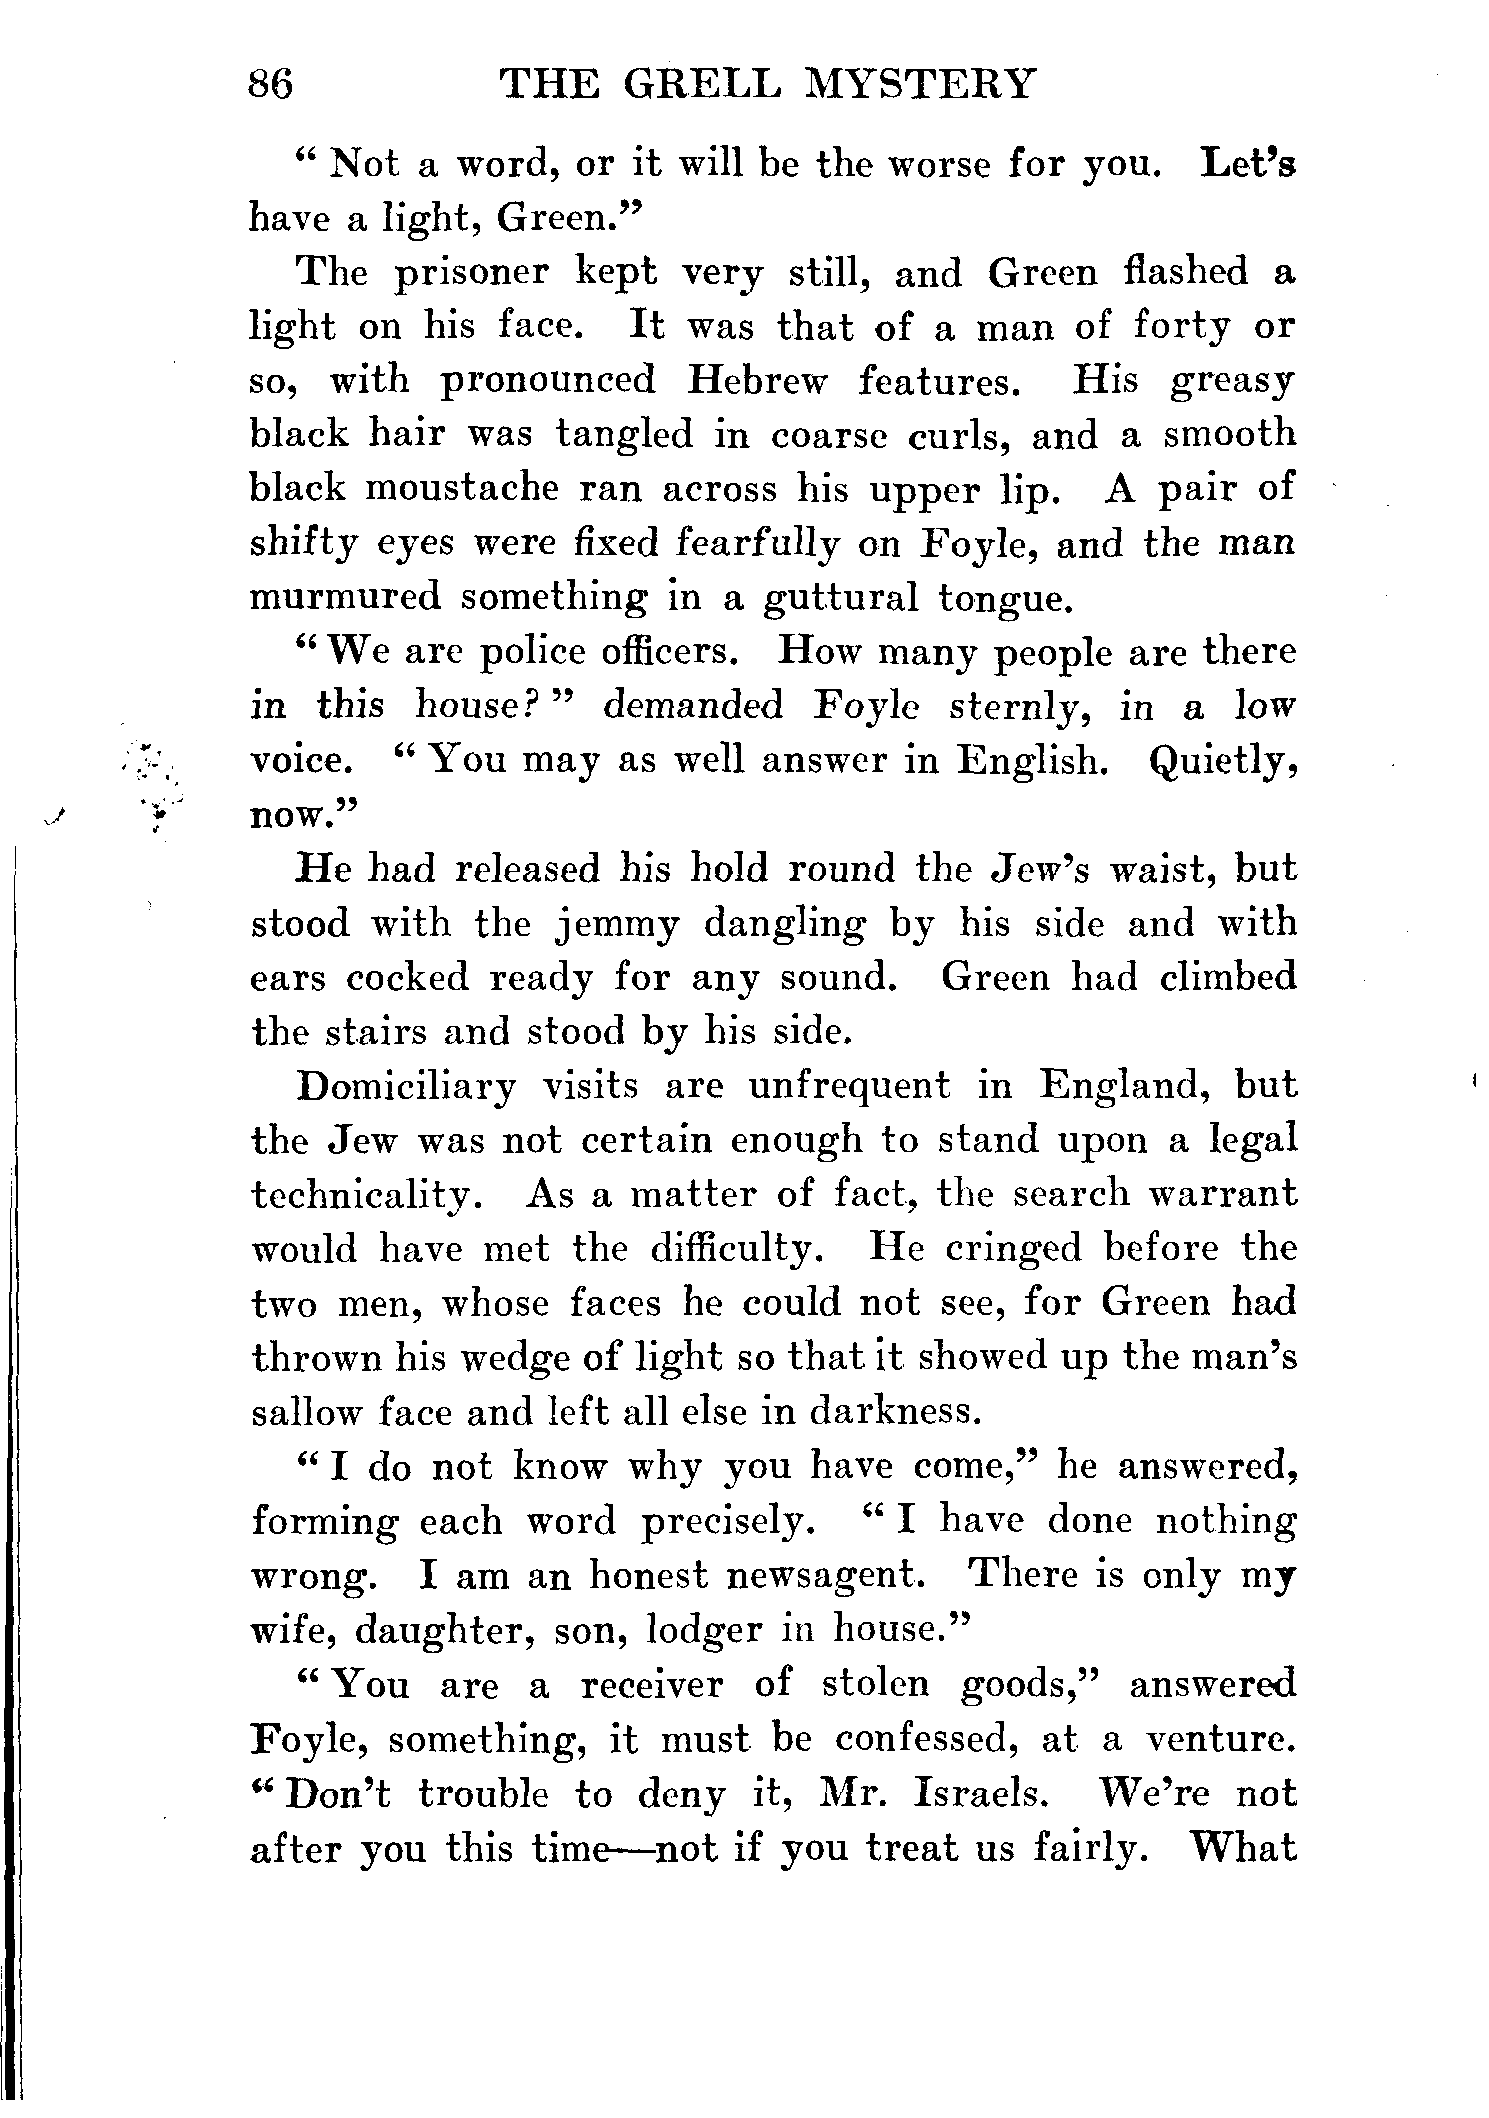 86 THE GRELL MYSTERY
“ Not a word, or it will be the worse for you. Let’s
have a light, Green.”
The prisoner kept very still, and Green flashed a
light on his face. It was that of a man of forty or
so, with pronounced Hebrew features. His greasy
black hair was tangled in coarse curls, and a smooth
black moustache ran across his upper lip. A pair of
shifty eyes were fixed fearfully on Foyle, and the man
murmured something in a guttural tongue.
“ We are police officers. How many people are there
in this house? ” demanded Foyle sternly, in a low
voice. “ You may as well answer in English. Quietly,
now.”
He had released his hold round the Jew’s waist, but
stood with the jemmy dangling by his side and with
ears cocked ready for any sound. Green had climbed
the stairs and stood by his side.
Domiciliary visits are unfrequent in England, but
the Jew was not certain enough to stand upon a legal
technicality. As a matter of fact, the search warrant
would have met the difficulty. He cringed before the
two men, whose faces he could not see, for Green had
thrown his wedge of light so that it showed up the man’s
sallow face and left all else in darkness.
“ I do not know why you have come,” he answered,
forming each word precisely. “ I have done nothing
wrong. I am an honest newsagent. There is only my
wife, daughter, son, lodger in house.”
“ You are a receiver of stolen goods,” answered
Foyle, something, it must be confessed, at a venture.
“ Don’t trouble to deny it, Mr. Israels. We’re not
after you this time—not if you treat us fairly. What